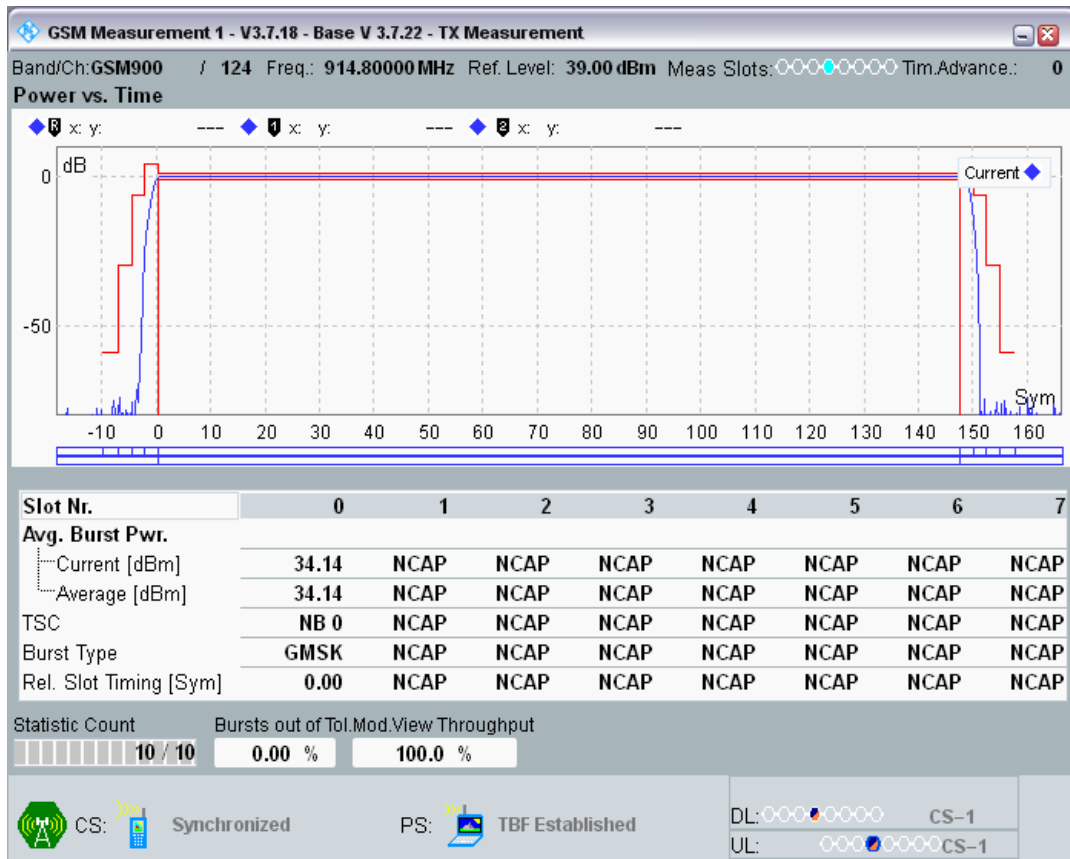 GSM Measurement 1 - V3.7.18 - Base V 3.7.22 - TX Measurement
Band/Ch:GSM900 / 124 Freq.: 914.80000 MHz Ref. Level: 39.00 dBm Meas Slots: Tim.Advance.: 0
Power vs. Time
R x: y: --- 1 x: y: --- 2 x: y: ---
dB
Current
0
-50
Sym
-10 0 10 20 30 40 50 60 70 80 90 100 110 120 130 140 150 160
Slot Nr. 0 1 2 3 4 5 6 7
Avg. Burst Pwr.
Current [dBm] 34.14 NCAP NCAP NCAP NCAP NCAP NCAP NCAP
Average [dBm] 34.14 NCAP NCAP NCAP NCAP NCAP NCAP NCAP
TSC NB 0 NCAP NCAP NCAP NCAP NCAP NCAP NCAP
Burst Type GMSK NCAP NCAP NCAP NCAP NCAP NCAP NCAP
Rel. Slot Timing [Sym] 0.00 NCAP NCAP NCAP NCAP NCAP NCAP NCAP
Statistic Count Bursts out of Tol. Mod.View Throughput
10 / 10 0.00 % 100.0 %
CS: Synchronized PS: TBF Established
DL: CS-1
UL: CS-1